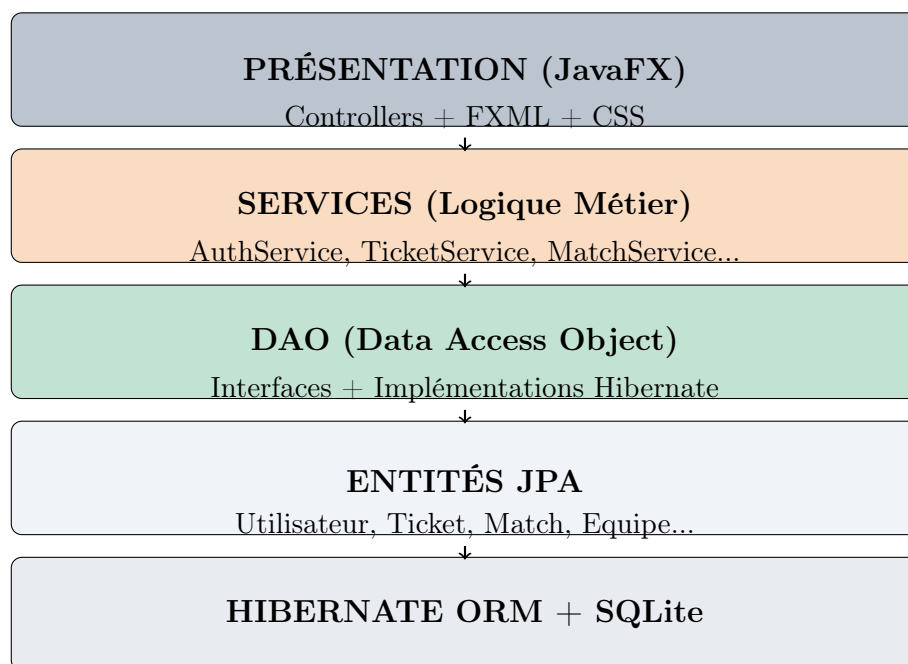 PRÉSENTATION (JavaFX)
Controllers + FXML + CSS
SERVICES (Logique Métier)
AuthService, TicketService, MatchService...
DAO (Data Access Object)
Interfaces + Implémentations Hibernate
ENTITÉS JPA
Utilisateur, Ticket, Match, Equipe...
HIBERNATE ORM + SQLite